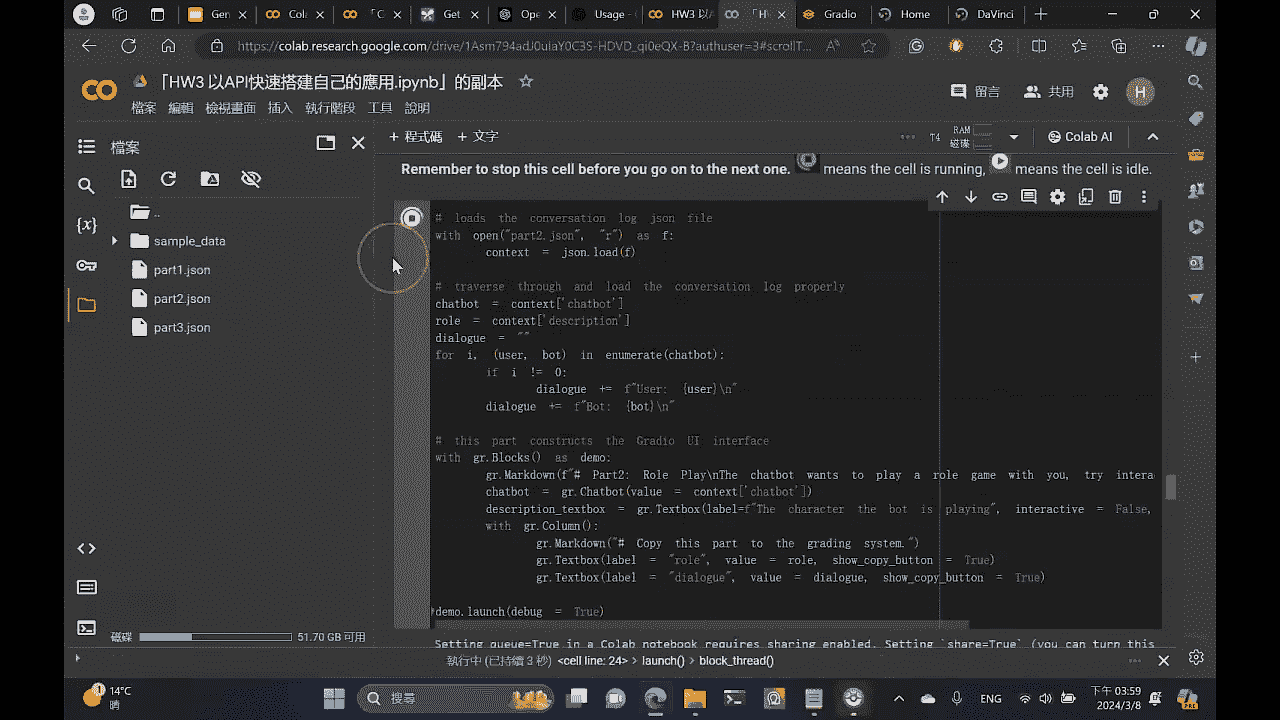 Gen
Cola
"C
Get
Ope
Usage -
HW3 以A
「H
Gradio
Home
DaVinci
https://colab.research.google.com/drive/1Asm794adJ0uIaY0C3S-HDVD_qi0eQX-B?authuser=3#scrollT...
「HW3 以API快速搭建自己的應用.ipynb」的副本
檔案 編輯 檢視畫面 插入 執行階段 工具 說明
留言
共用
H
檔案
+ 程式碼 + 文字
T4
RAM
磁碟
Colab AI
Remember to stop this cell before you go on to the next one. means the cell is running, means the cell is idle.
..
sample_data
part1.json
part2.json
part3.json
# loads the conversation log json file
with open("part2.json", "r") as f:
context = json.load(f)
# traverse through and load the conversation log properly
chatbot = context['chatbot']
role = context['description']
dialogue = ""
for i, (user, bot) in enumerate(chatbot):
if i != 0:
dialogue += f"User: {user}\n"
dialogue += f"Bot: {bot}\n"
# this part constructs the Gradio UI interface
with gr.Blocks() as demo:
gr.Markdown(f"# Part2: Role Play\nThe chatbot wants to play a role game with you, try intera
chatbot = gr.Chatbot(value = context['chatbot'])
description_textbox = gr.Textbox(label=f"The character the bot is playing", interactive = False,
with gr.Column():
gr.Markdown("# Copy this part to the grading system.")
gr.Textbox(label = "role", value = role, show_copy_button = True)
gr.Textbox(label = "dialogue", value = dialogue, show_copy_button = True)
demo.launch(debug = True)
Setting queue=True in a Colab notebook requires sharing enabled. Setting `share=True` (you can turn this
磁碟 51.70 GB 可用
執行中 (已持續 3 秒) <cell line: 24> > launch() > block_thread()
14°C
晴
搜尋
ENG
下午 03:59
2024/3/8